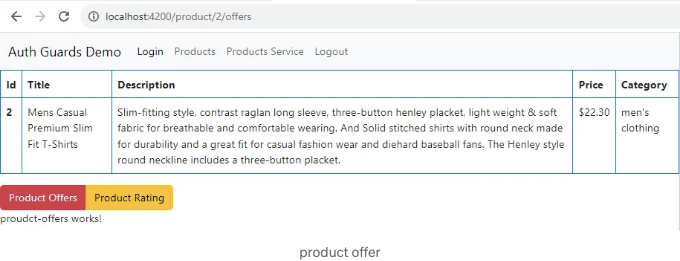 localhost:4200/product/2/offers
Auth Guards Demo Login Products Products Service Logout
Id Title Description Price Category
2 Mens Casual Premium Slim Fit T-Shirts Slim-fitting style, contrast raglan long sleeve, three-button henley placket, light weight & soft $22.30 men's
fabric for breathable and comfortable wearing. And Solid stitched shirts with round neck made clothing
for durability and a great fit for casual fashion wear and diehard baseball fans. The Henley style
round neckline includes a three-button placket.
Product Offers Product Rating
proudct-offers works!
product offer